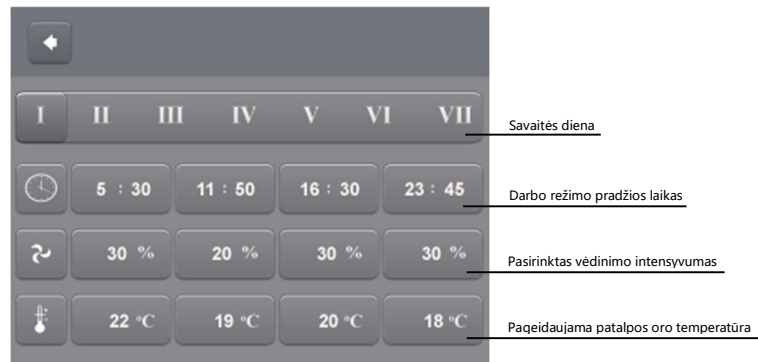 I II III IV V VI VII
Savaitės diena
5 : 30 11 : 50 16 : 30 23 : 45
Darbo režimo pradžios laikas
30 % 20 % 30 % 30 %
Pasirinktas vėdinimo intensyvumas
22 °C 19 °C 20 °C 18 °C
Pageidaujama patalpos oro temperatūra